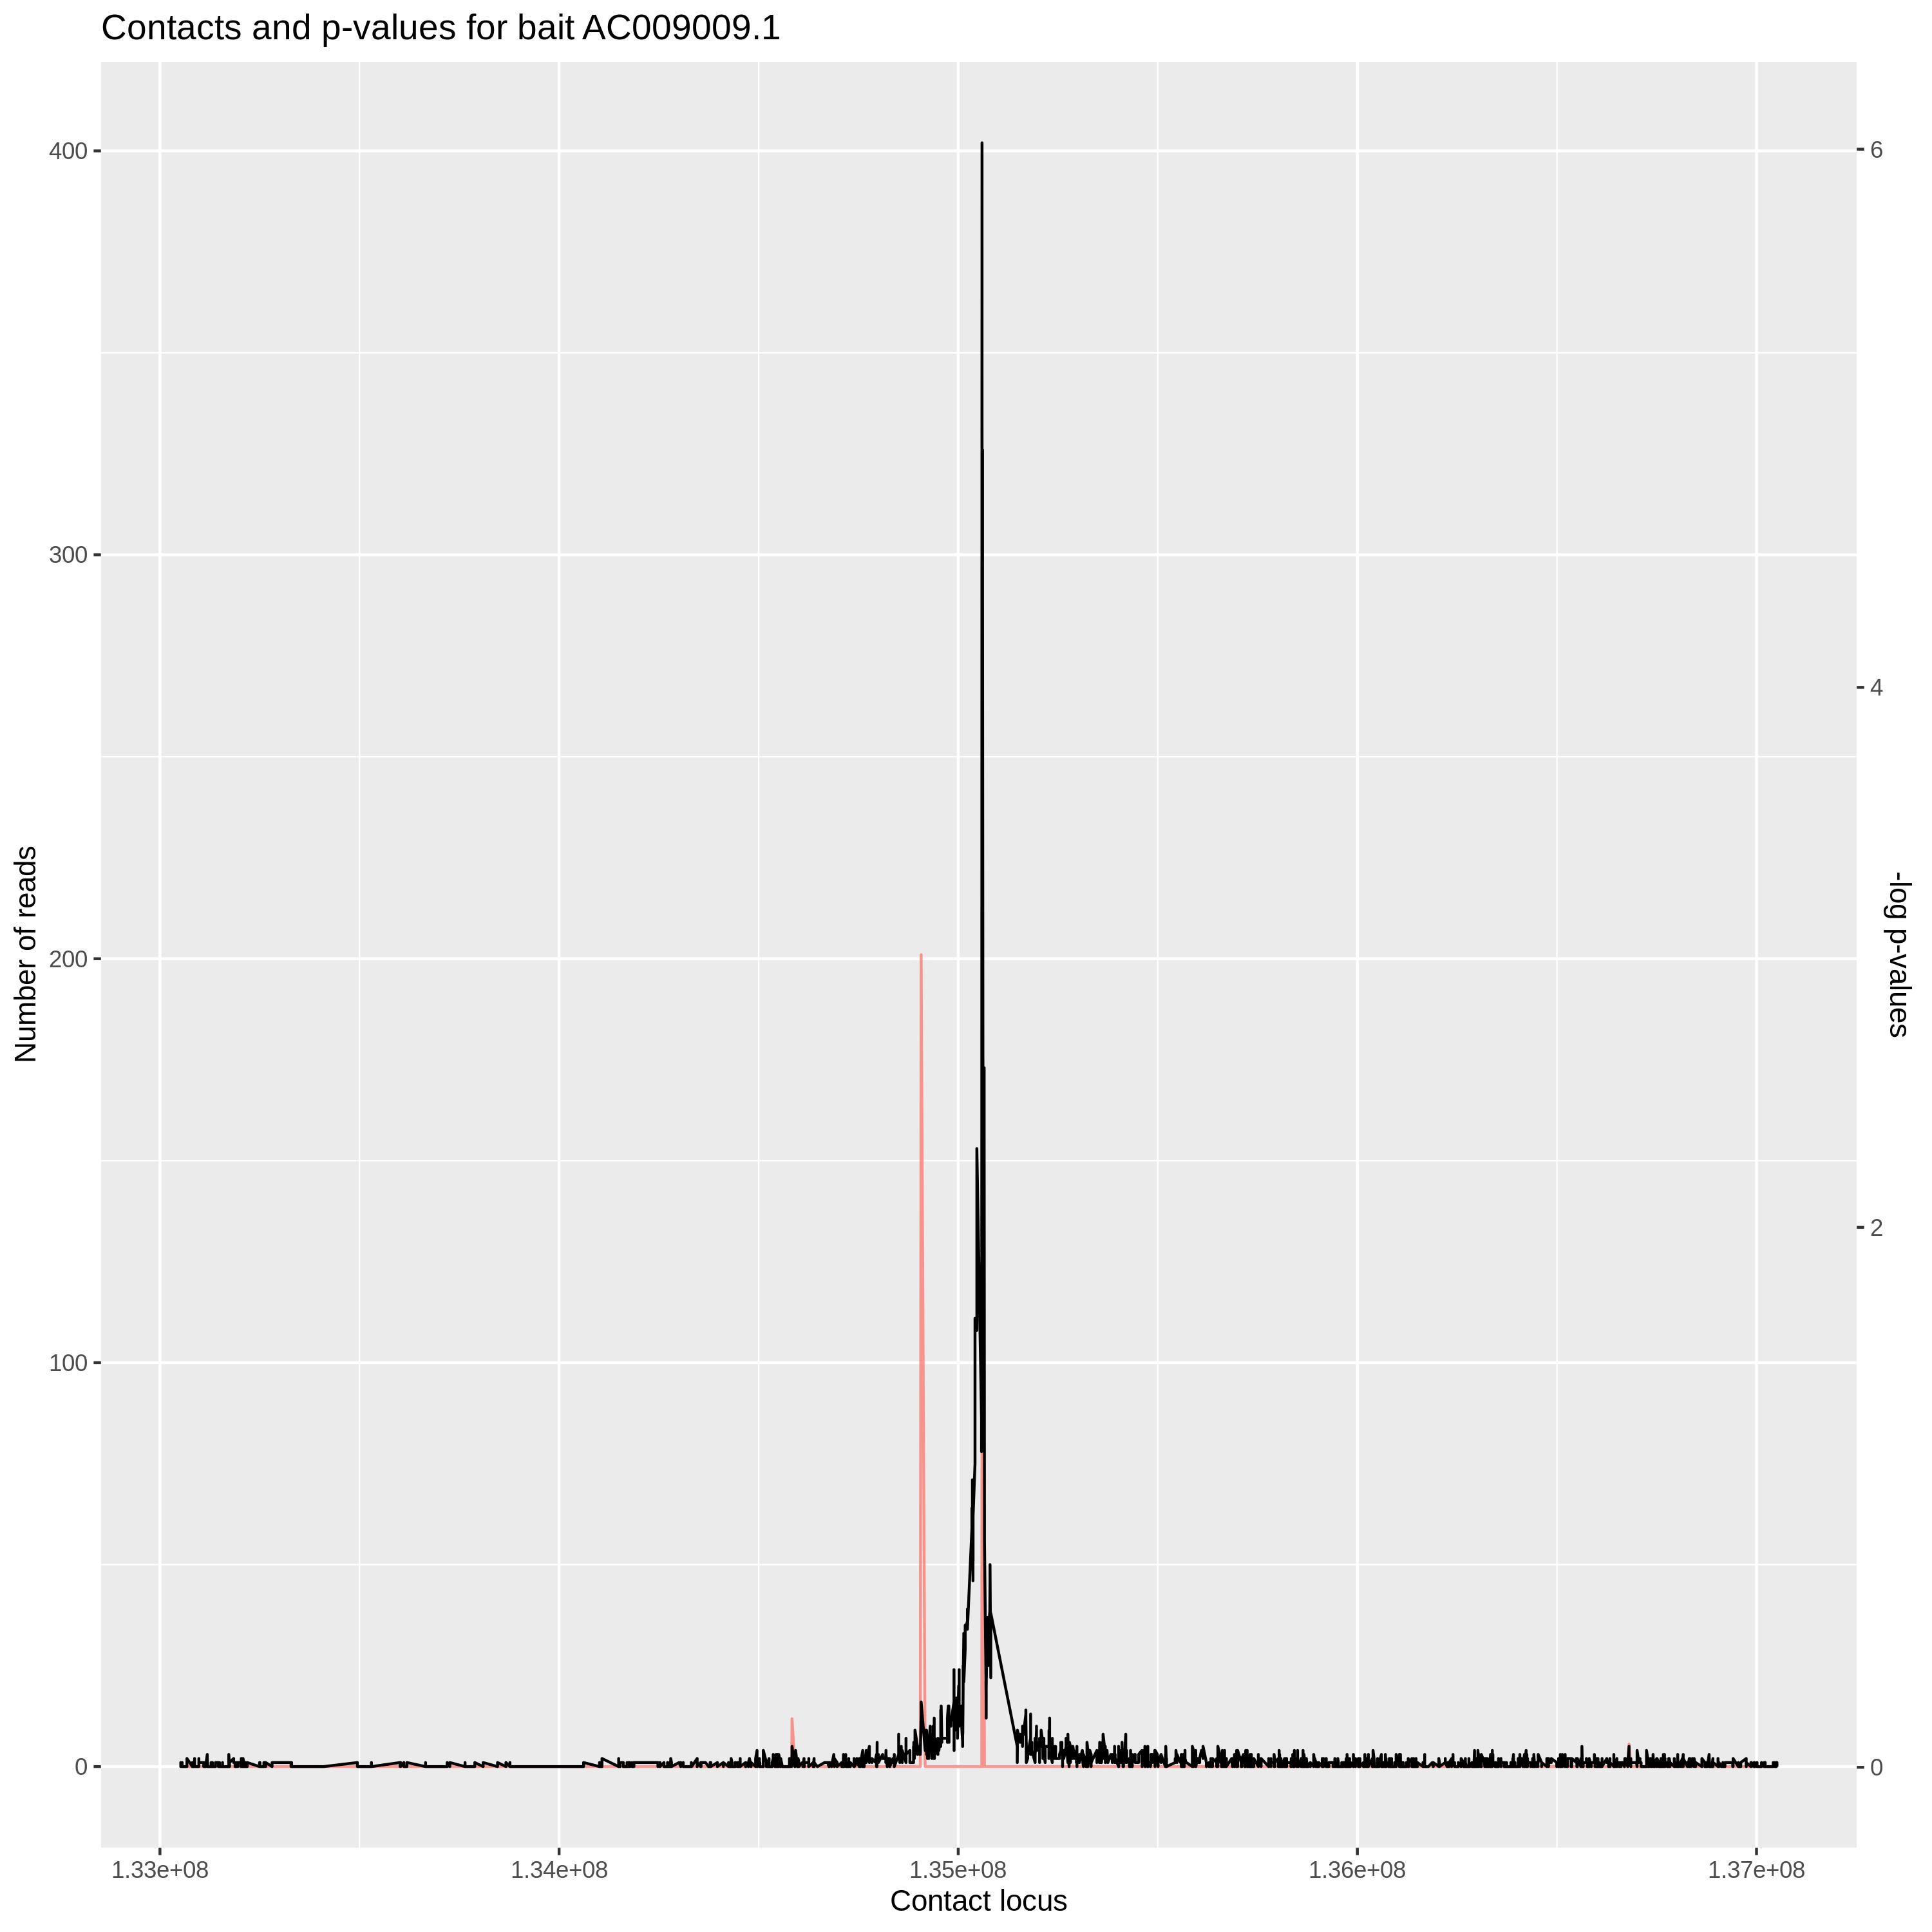 Contacts and p-values for bait AC009009.1
400
300
200
100
0
Number of reads
6
4
2
0
-log p-values
1.33e+08
1.34e+08
1.35e+08
1.36e+08
1.37e+08
Contact locus